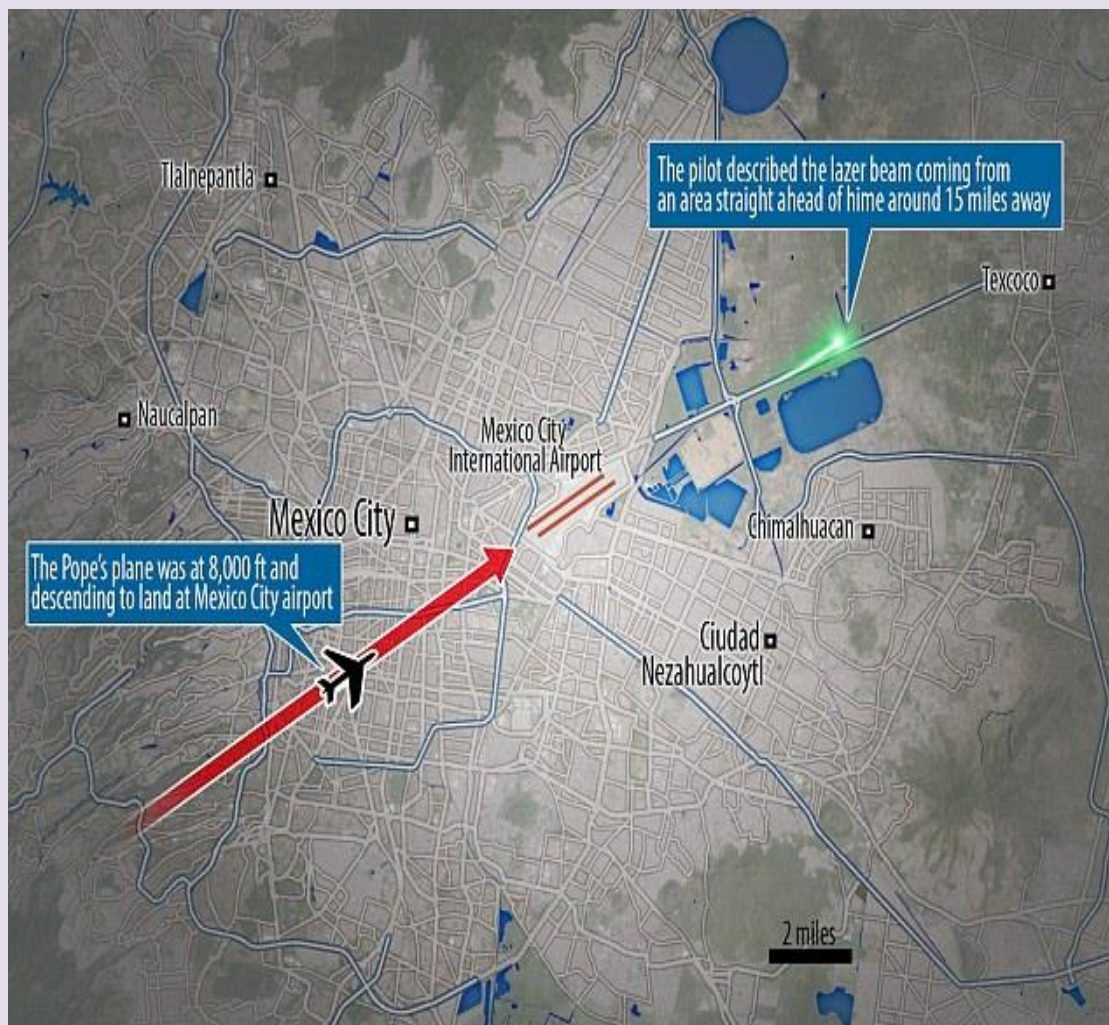 Tlalnepantla
The pilot described the lazer beam coming from
an area straight ahead of hime around 15 miles away
Texcoco
Naucalpan
Mexico City
International Airport
Mexico City
Chimalhuacan
The Pope's plane was at 8,000 ft and
descending to land at Mexico City airport
Ciudad
Nezahualcoytl
2 miles